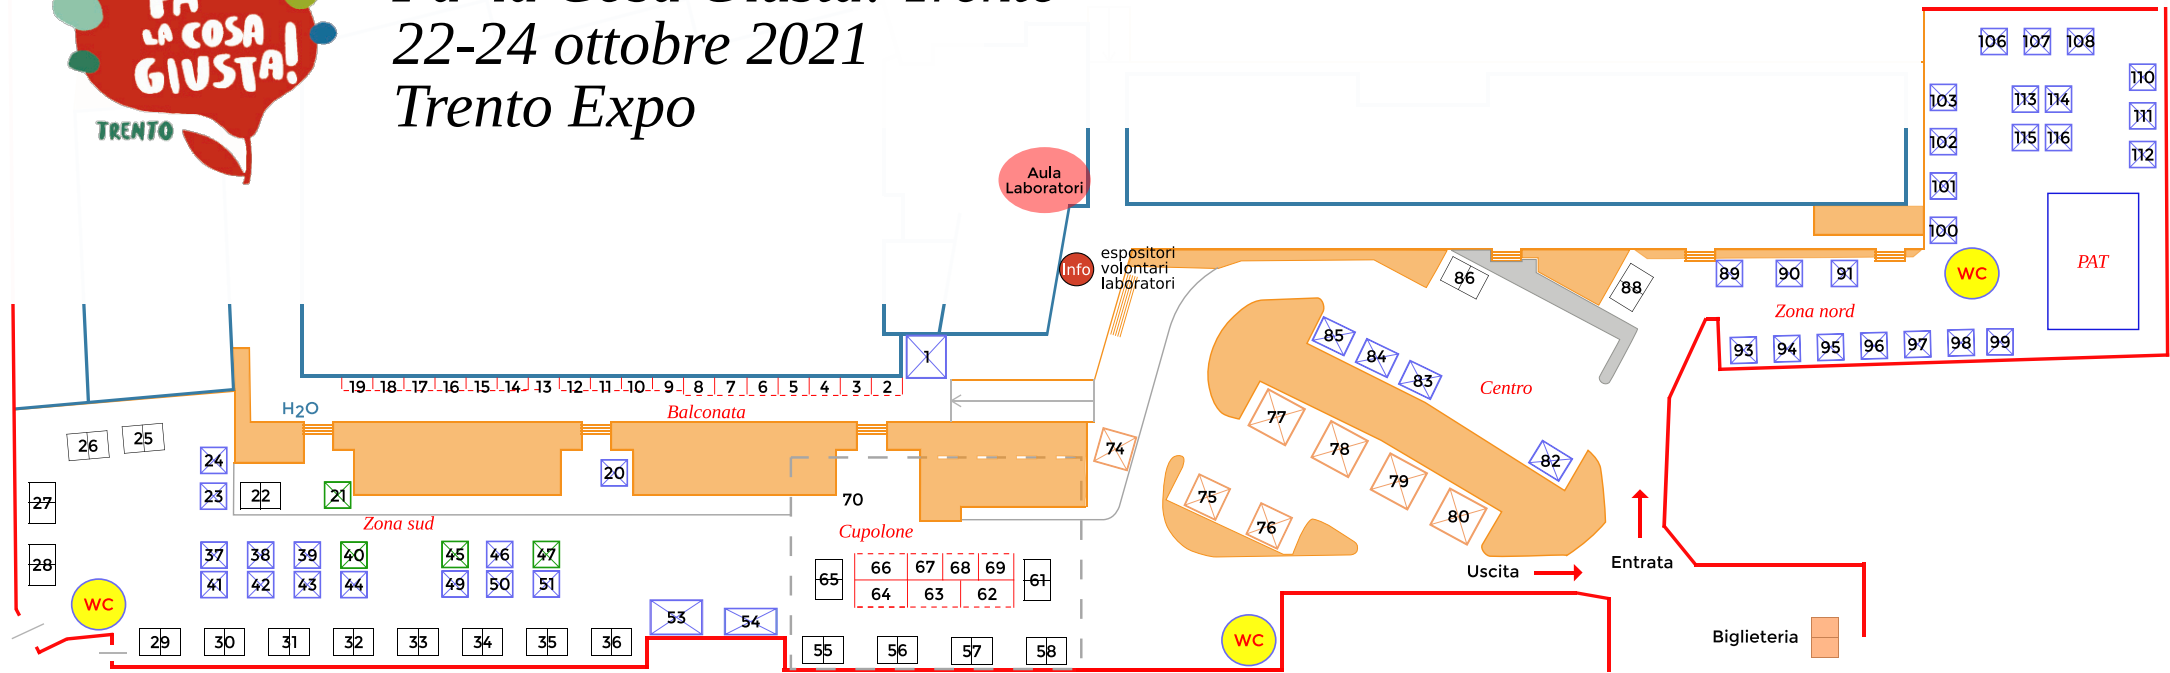 LA COSA
GIUSTA!
TRENTO
22-24 ottobre 2021
Trento Expo
Aula
Laboratori
Info
espositori
volontari
laboratori
106 107 108
110
103 113 114
111
102 115 116
112
101
100
PAT
WC
86 88 89 90 91
Zona nord
93 94 95 96 97 98 99
85
84
83
Centro
82
1
19 18 17 16 15 14 13 12 11 10 9 8 7 6 5 4 3 2
Balconata
H2O
77
78
79
80
74
75
76
26 25
24
23 22 21 20
27
28
Zona sud
70
Cupolone
37 38 39 40 45 46 47
41 42 43 44 49 50 51
65 66 67 68 69 61
64 63 62
WC
53 54
29 30 31 32 33 34 35 36
55 56 57 58
WC
Uscita
Entrata
Biglieteria